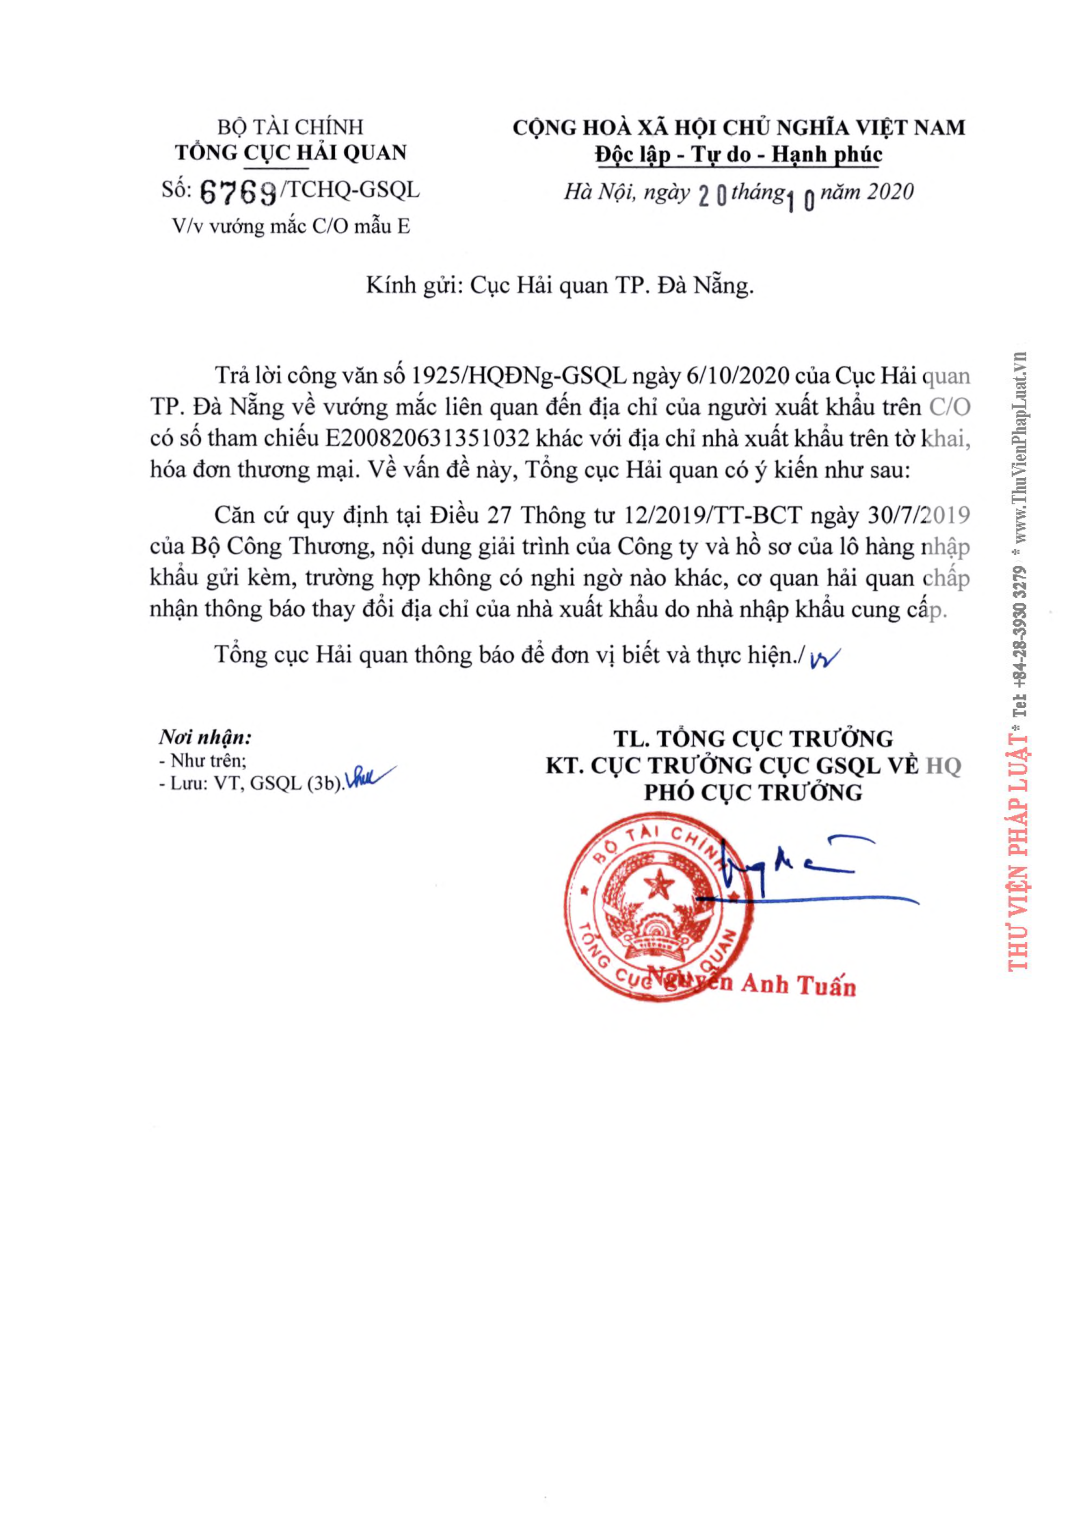 BỘ TÀI CHÍNH
TỔNG CỤC HẢI QUAN
Số: 6769/TCHQ-GSQL
V/v vướng mắc C/O mẫu E
CỘNG HOÀ XÃ HỘI CHỦ NGHĨA VIỆT NAM
Độc lập - Tự do - Hạnh phúc
Hà Nội, ngày 20 tháng 10 năm 2020
Kính gửi: Cục Hải quan TP. Đà Nẵng.
Trả lời công văn số 1925/HQĐNg-GSQL ngày 6/10/2020 của Cục Hải quan
TP. Đà Nẵng về vướng mắc liên quan đến địa chỉ của người xuất khẩu trên C/O
có số tham chiếu E200820631351032 khác với địa chỉ nhà xuất khẩu trên tờ khai,
hóa đơn thương mại. Về vấn đề này, Tổng cục Hải quan có ý kiến như sau:
Căn cứ quy định tại Điều 27 Thông tư 12/2019/TT-BCT ngày 30/7/2019
của Bộ Công Thương, nội dung giải trình của Công ty và hồ sơ của lô hàng nhập
khẩu gửi kèm, trường hợp không có nghi ngờ nào khác, cơ quan hải quan chấp
nhận thông báo thay đổi địa chỉ của nhà xuất khẩu do nhà nhập khẩu cung cấp.
Tổng cục Hải quan thông báo để đơn vị biết và thực hiện./
Nơi nhận:
- Như trên;
- Lưu: VT, GSQL (3b).
TL. TỔNG CỤC TRƯỞNG
KT. CỤC TRƯỞNG CỤC GSQL VỀ HQ
PHÓ CỤC TRƯỞNG
BỘ TÀI CHÍNH
TỔNG CỤC HẢI QUAN
Nguyễn Anh Tuấn
THƯ VIỆN PHÁP LUẬT * Tel: +84-28-3930 3279 * www.ThuVienPhapLuat.vn